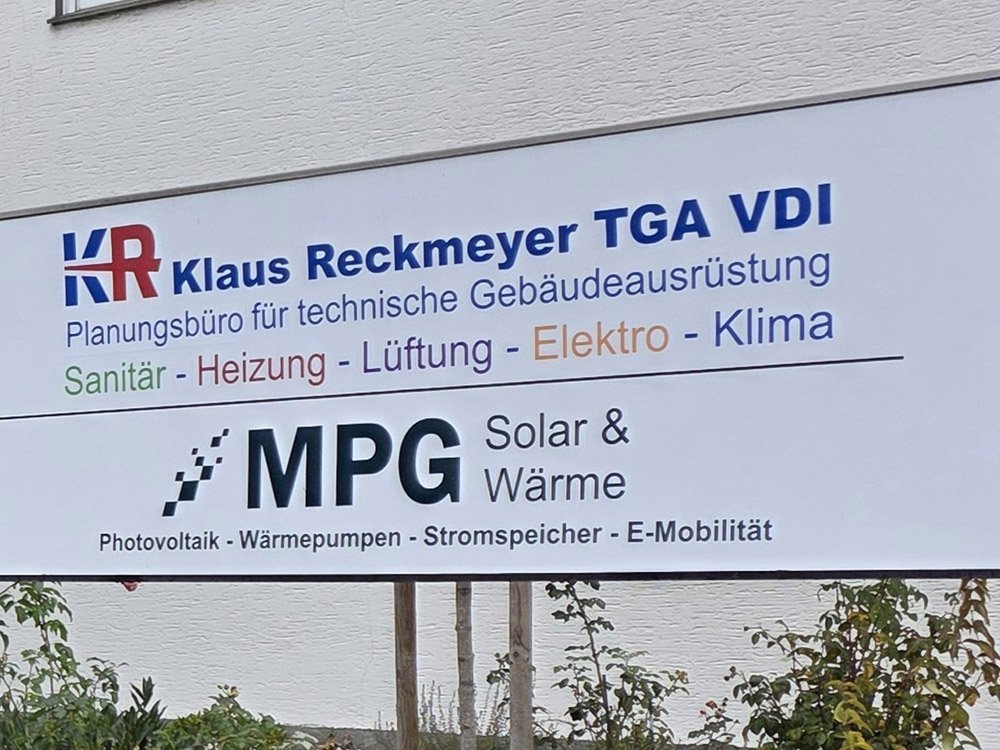 KR Klaus Reckmeyer TGA VDI
Planungsbüro für technische Gebäudeausrüstung
Sanitär - Heizung - Lüftung - Elektro - Klima
MPG Solar &
Wärme
Photovoltaik - Wärmepumpen - Stromspeicher - E-Mobilität